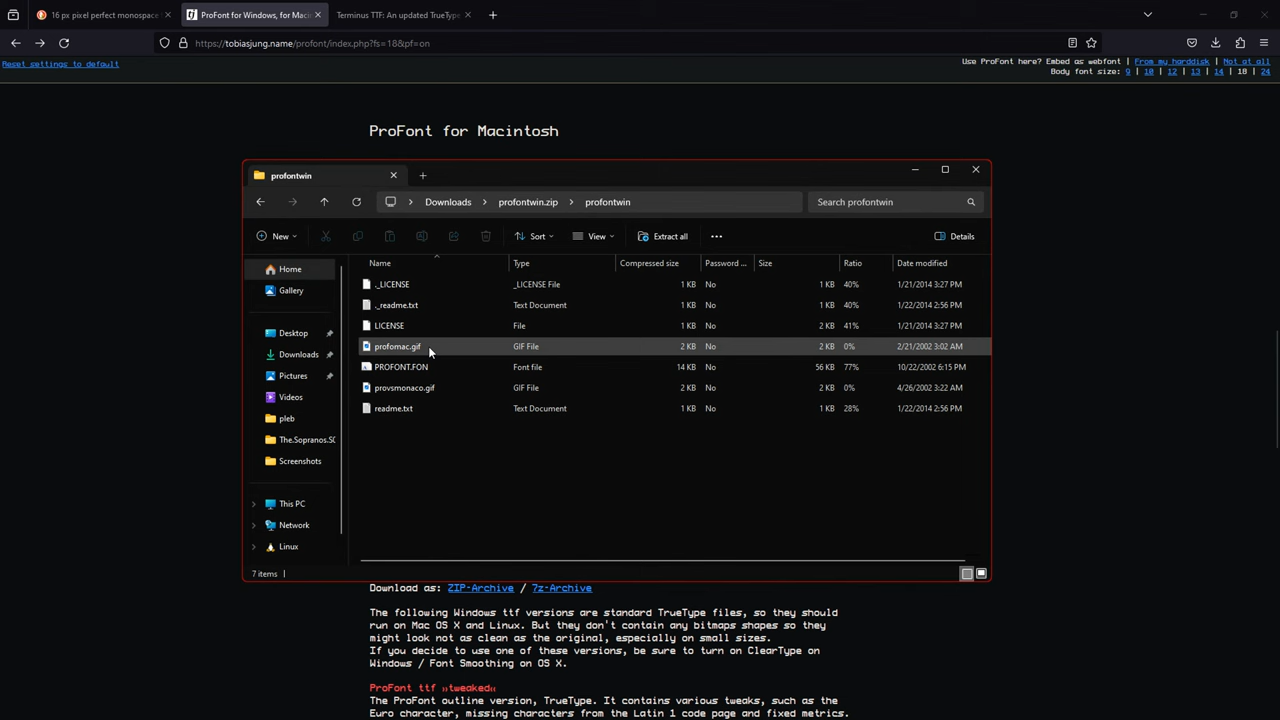 16 px pixel perfect monospace
ProFont for Windows, for Maci
Terminus TTF: An updated TrueType
https://tobiasjung.name/profont/index.php?fs=18&pf=on
Reset settings to default
Use ProFont here? Embed as webfont | From my harddisk | Not at all
Body font size: 9 | 10 | 12 | 13 | 14 | 18 | 24
ProFont for Macintosh
profontwin
Downloads > profontwin.zip > profontwin
Search profontwin
New Sort View Extract all ... Details
Name Type Compressed size Password ... Size Ratio Date modified
._LICENSE _LICENSE File 1 KB No 1 KB 40% 1/21/2014 3:27 PM
._readme.txt Text Document 1 KB No 1 KB 40% 1/22/2014 2:56 PM
LICENSE File 1 KB No 2 KB 41% 1/21/2014 3:27 PM
profomac.gif GIF File 2 KB No 2 KB 0% 2/21/2002 3:02 AM
PROFONT.FON Font file 14 KB No 56 KB 77% 10/22/2002 6:15 PM
provsmonaco.gif GIF File 2 KB No 2 KB 0% 4/26/2002 3:22 AM
readme.txt Text Document 1 KB No 1 KB 28% 1/22/2014 2:56 PM
Home
Gallery
Desktop
Downloads
Pictures
Videos
pleb
The.Sopranos.S0
Screenshots
This PC
Network
Linux
7 items
Download as: ZIP-Archive / 7z-Archive
The following Windows ttf versions are standard TrueType files, so they should
run on Mac OS X and Linux. But they don't contain any bitmaps shapes so they
might look not as clean as the original, especially on small sizes.
If you decide to use one of these versions, be sure to turn on ClearType on
Windows / Font Smoothing on OS X.
ProFont ttf »tweaked«
The ProFont outline version, TrueType. It contains various tweaks, such as the
Euro character, missing characters from the Latin 1 code page and fixed metrics.